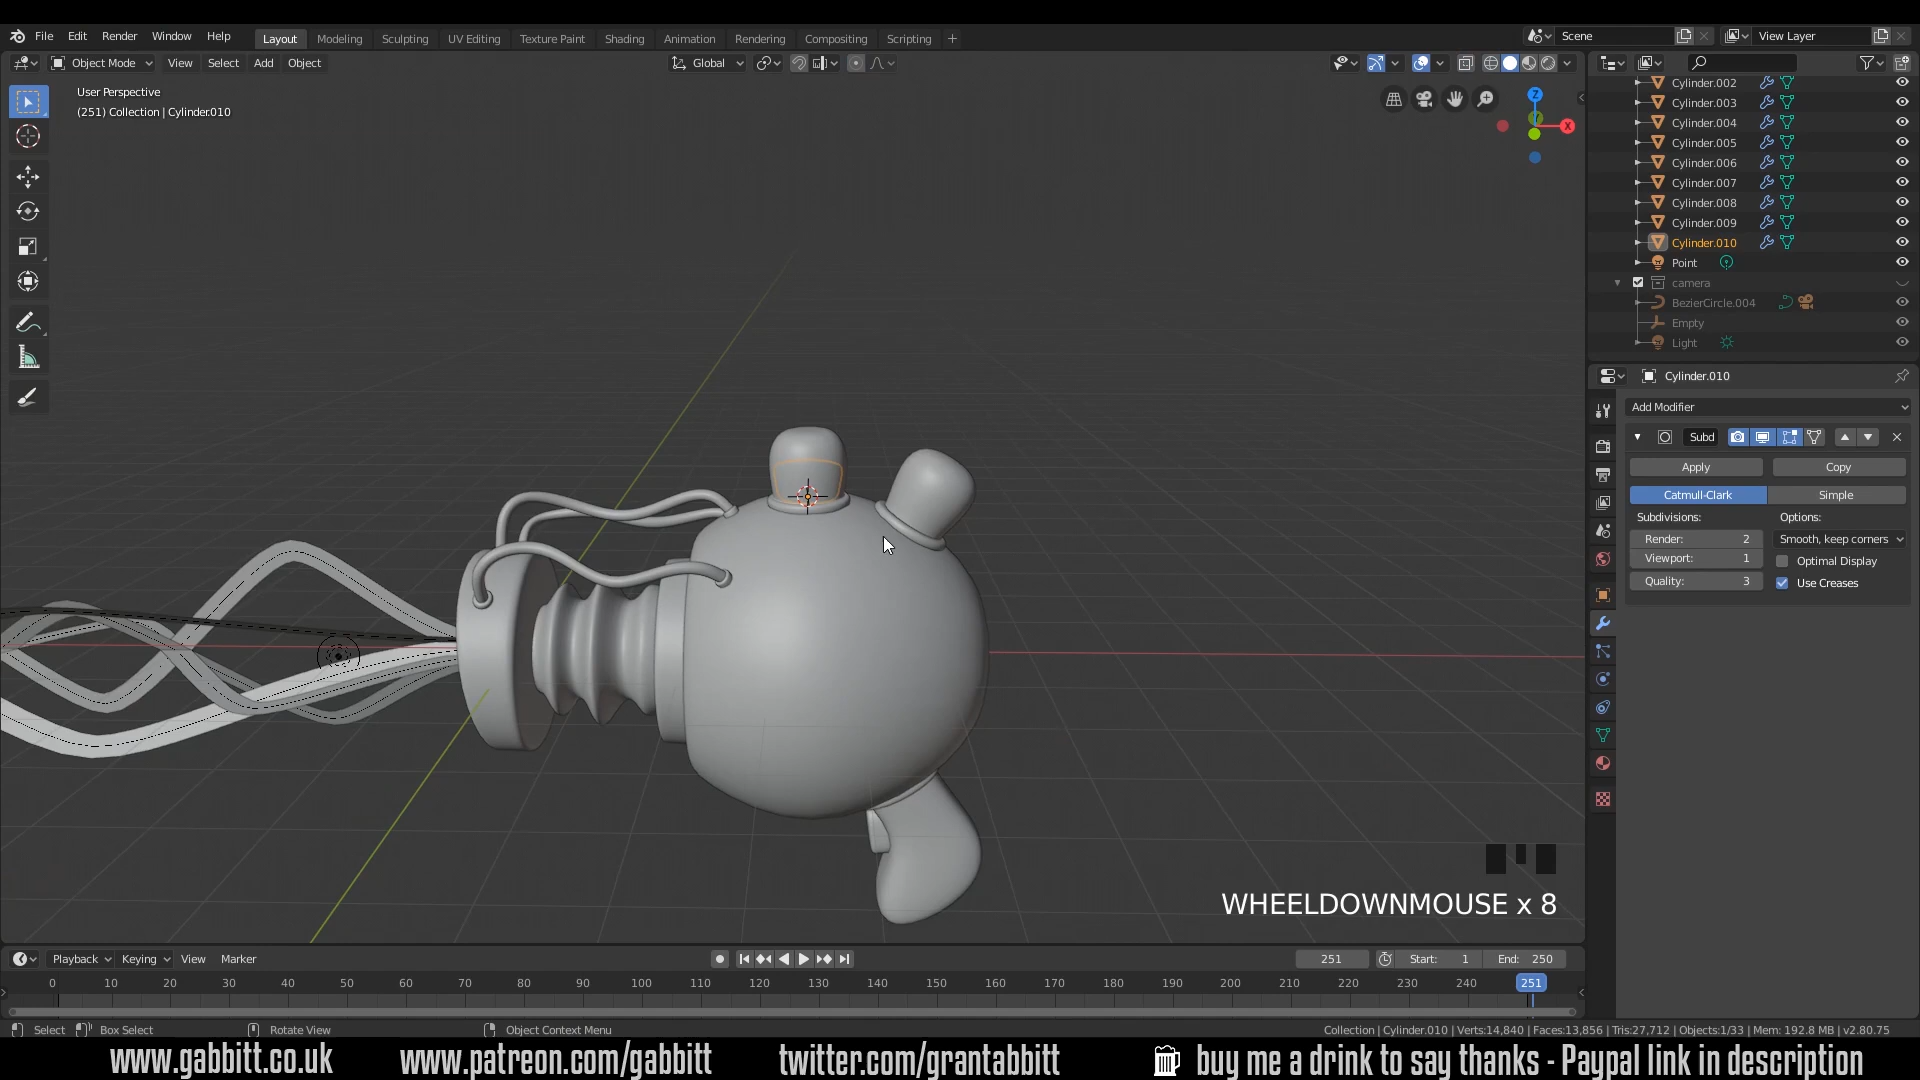 File Edit Render Window Help Layout Modeling Sculpting UV Editing Texture Paint Shading Animation Rendering Compositing Scripting + Scene View Layer
Object Mode View Select Add Object Global
User Perspective
(251) Collection | Cylinder.010
Z
X
Cylinder.002
Cylinder.003
Cylinder.004
Cylinder.005
Cylinder.006
Cylinder.007
Cylinder.008
Cylinder.009
Cylinder.010
Point
camera
BezierCircle.004
Empty
Light
Cylinder.010
Add Modifier
Subd
Apply Copy
Catmull-Clark Simple
Subdivisions: Options:
Render: 2 Smooth, keep corners
Viewport: 1 Optimal Display
Quality: 3 Use Creases
WHEELDOWNMOUSE x 8
Playback Keying View Marker 251 Start: 1 End: 250
0 10 20 30 40 50 60 70 80 90 100 110 120 130 140 150 160 170 180 190 200 210 220 230 240 251
Select Box Select Rotate View Object Context Menu Collection | Cylinder.010 | Verts:14,840 | Faces:13,856 | Tris:27,712 | Objects:1/33 | Mem: 192.8 MB | v2.80.75
www.gabbitt.co.uk www.patreon.com/gabbitt twitter.com/grantabbitt buy me a drink to say thanks - Paypal link in description